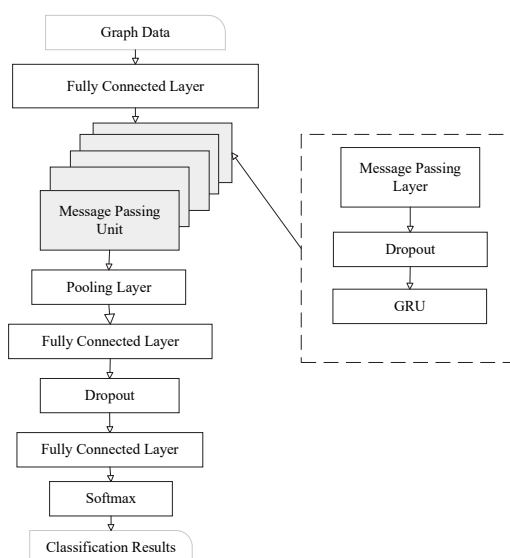 Graph Data
Fully Connected Layer
Message Passing
Unit
Pooling Layer
Fully Connected Layer
Dropout
Fully Connected Layer
Softmax
Classification Results
Message Passing
Layer
Dropout
GRU